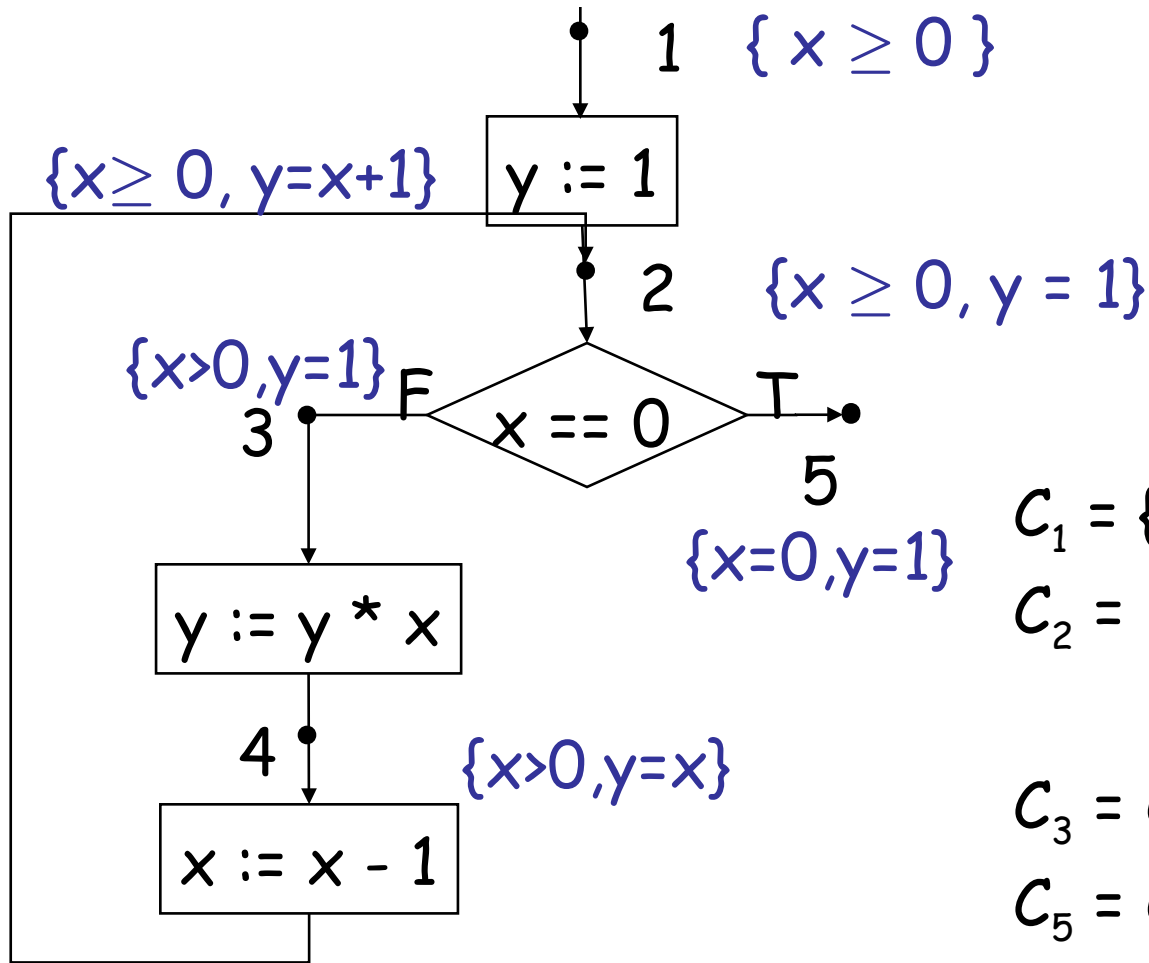 1 { x ≥ 0 }
y := 1
{x ≥ 0, y=x+1}
2 {x ≥ 0, y = 1}
{x>0,y=1} F
T
3
x == 0
5
{x=0,y=1}
C₁ = {
C₂ =
y := y * x
4
{x>0,y=x}
C₃ =
x := x - 1
C₅ =